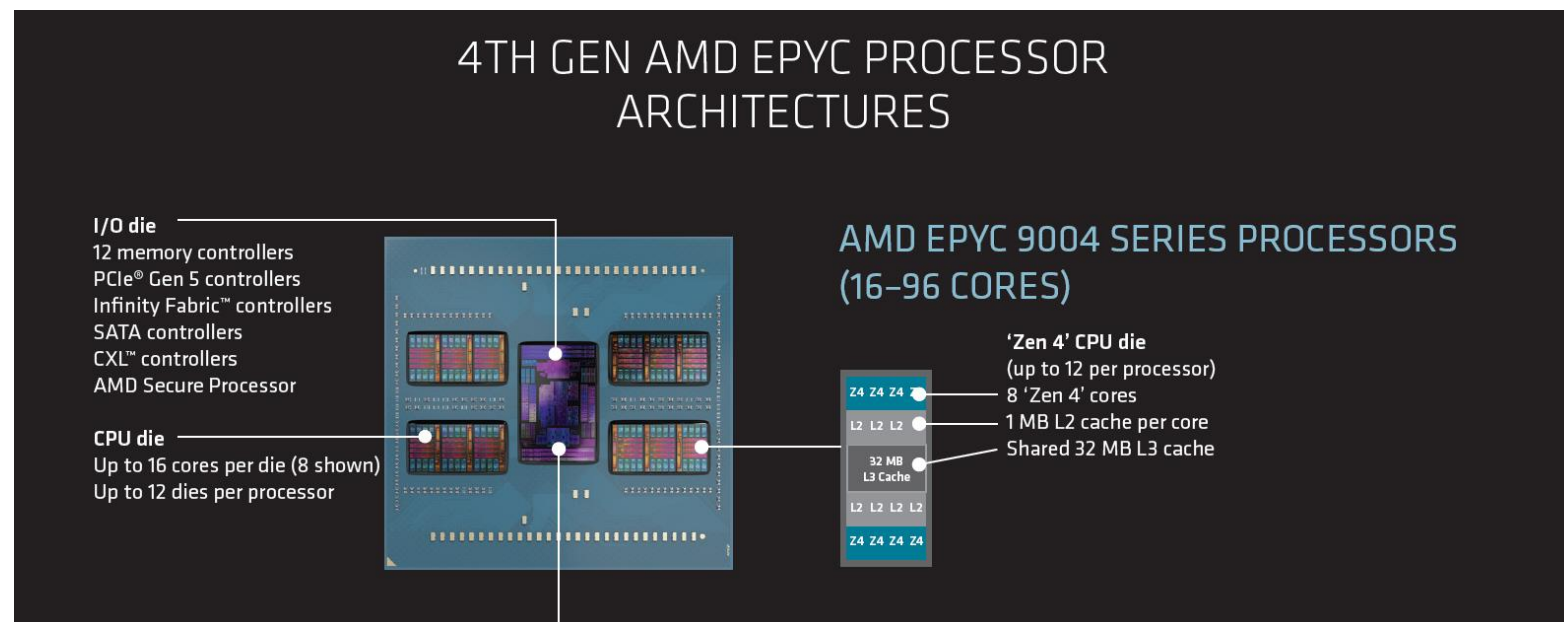 4TH GEN AMD EPYC PROCESSOR
ARCHITECTURES
I/O die
12 memory controllers
PCIe® Gen 5 controllers
Infinity Fabric™ controllers
SATA controllers
CXL™ controllers
AMD Secure Processor
CPU die
Up to 16 cores per die (8 shown)
Up to 12 dies per processor
AMD EPYC 9004 SERIES PROCESSORS
(16–96 CORES)
'Zen 4' CPU die
(up to 12 per processor)
8 'Zen 4' cores
1 MB L2 cache per core
Shared 32 MB L3 cache
Z4 Z4 Z4
L2 L2 L2
32 MB
L3 Cache
L2 L2 L2 L2
Z4 Z4 Z4 Z4